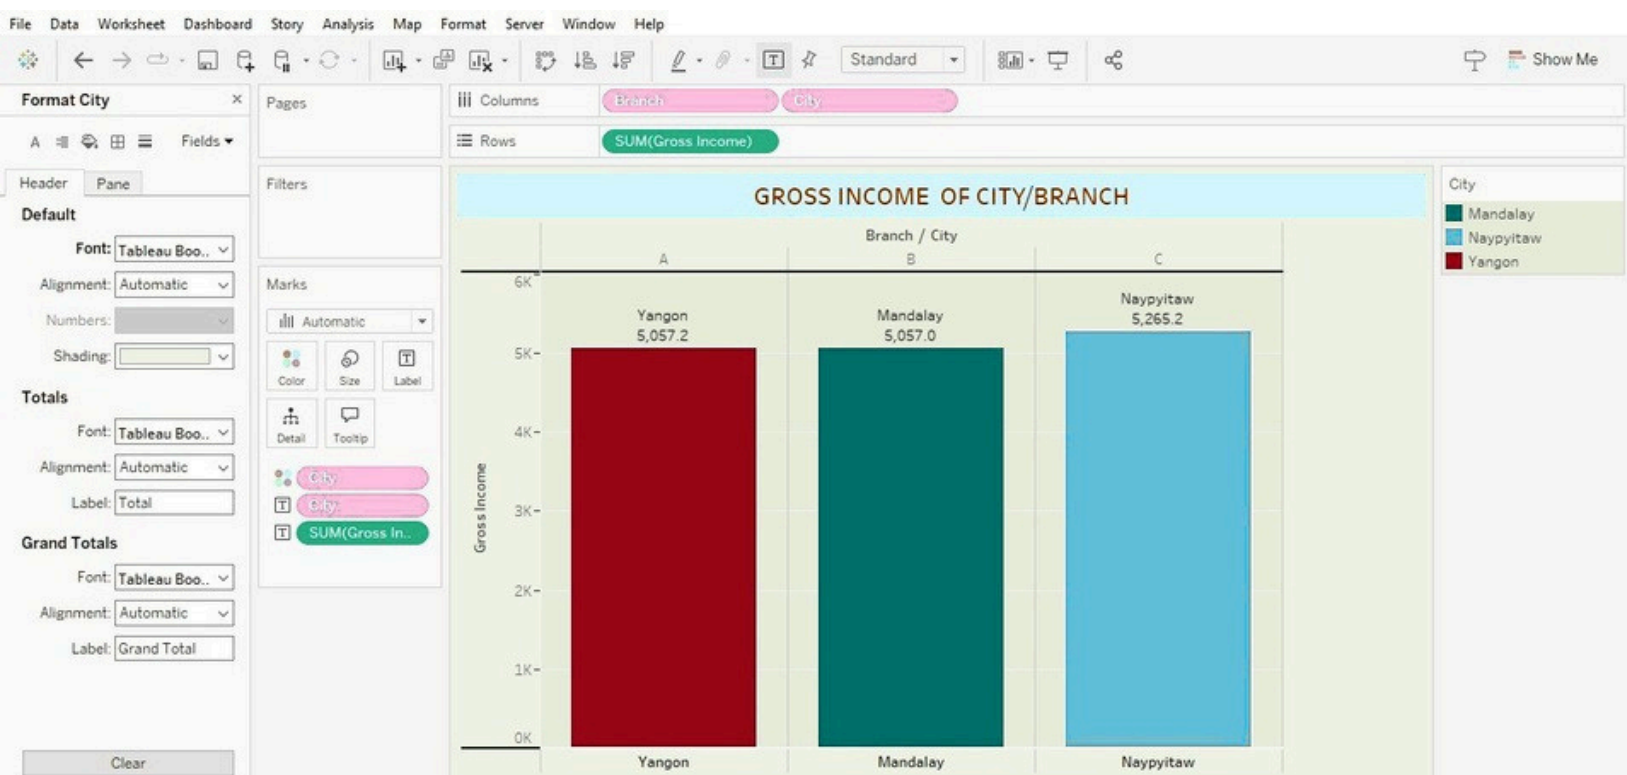 File Data Worksheet Dashboard Story Analysis Map Format Server Window Help
Standard
Show Me
Format City
Fields
Header Pane
Default
Font: Tableau Boo..
Alignment: Automatic
Numbers:
Shading:
Totals
Font: Tableau Boo..
Alignment: Automatic
Label: Total
Grand Totals
Font: Tableau Boo..
Alignment: Automatic
Label: Grand Total
Clear
Pages
Filters
Marks
Automatic
Color Size Label
Detail Tooltip
City
City
SUM(Gross In..
Columns Branch City
Rows SUM(Gross Income)
GROSS INCOME OF CITY/BRANCH
Branch / City
A B C
6K
5K
4K
3K
2K
1K
0K
Gross Income
Yangon
5,057.2
Mandalay
5,057.0
Naypyitaw
5,265.2
Yangon Mandalay Naypyitaw
City
Mandalay
Naypyitaw
Yangon